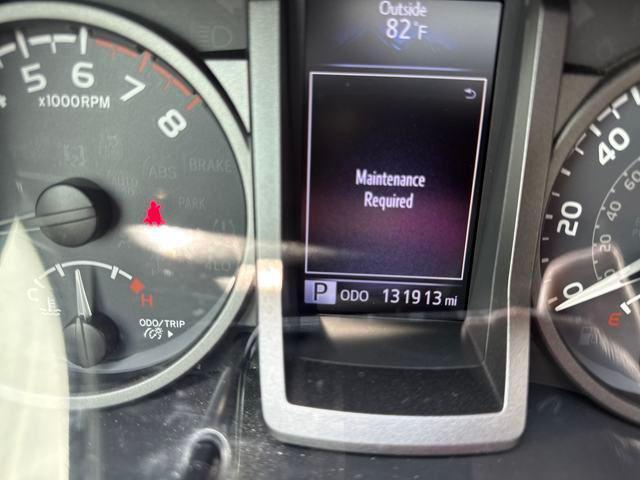 Outside
82°F
5 6 7 8
x1000RPM
ABS
BRAKE
PARK
C H
ODO/TRIP
Maintenance
Required
P ODO 131913 mi
40
60
20
20
0
E